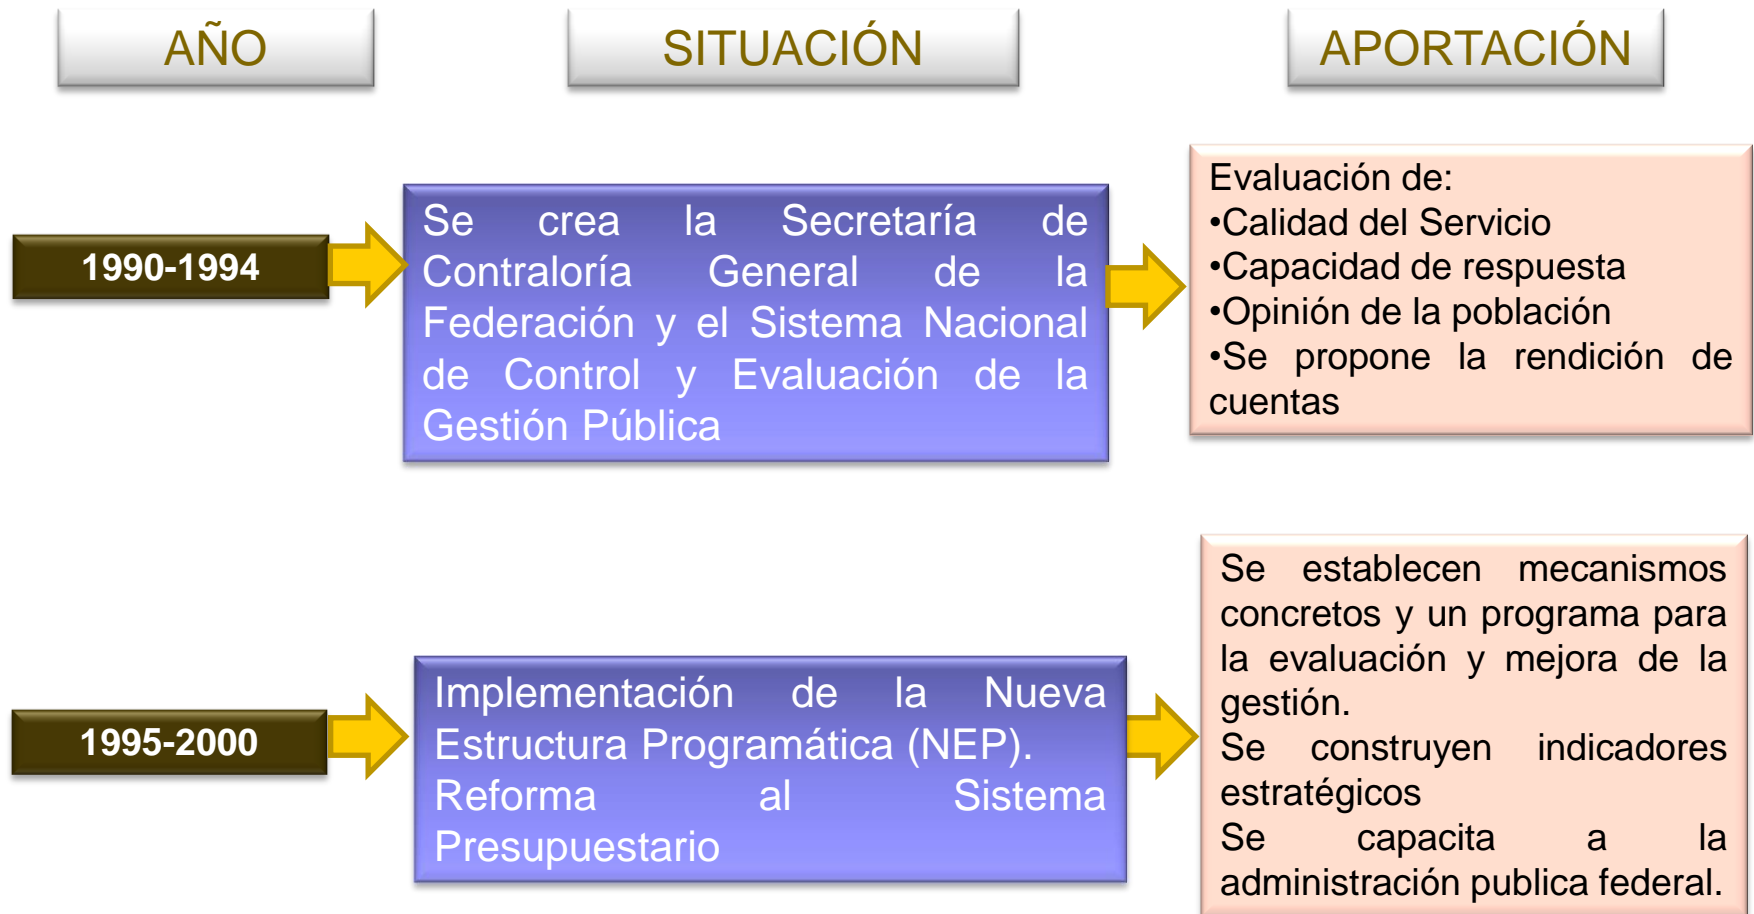 AÑO
SITUACIÓN
APORTACIÓN
1990-1994
Se crea la Secretaría de
Contraloría General de la
Federación y el Sistema Nacional
de Control y Evaluación de la
Gestión Pública
Evaluación de:
•Calidad del Servicio
•Capacidad de respuesta
•Opinión de la población
•Se propone la rendición de
cuentas
1995-2000
Implementación de la Nueva
Estructura Programática (NEP).
Reforma al Sistema
Presupuestario
Se establecen mecanismos
concretos y un programa para
la evaluación y mejora de la
gestión.
Se construyen indicadores
estratégicos
Se capacita a la
administración publica federal.